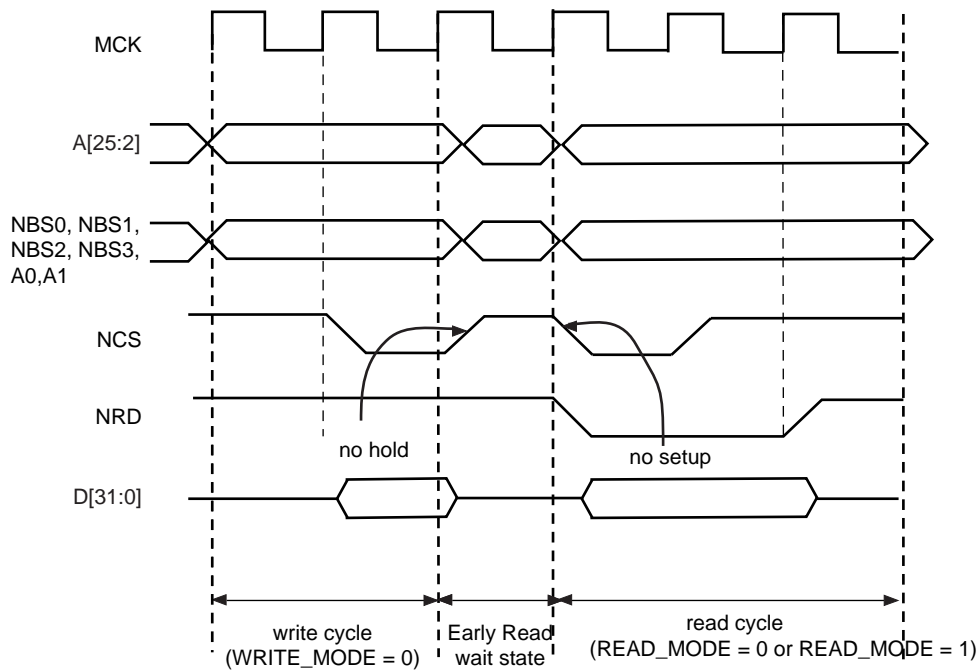 MCK
A[25:2]
NBS0, NBS1,
NBS2, NBS3,
A0,A1
NCS
NRD
no hold
no setup
D[31:0]
write cycle
(WRITE_MODE = 0)
Early Read
wait state
read cycle
(READ_MODE = 0 or READ_MODE = 1)